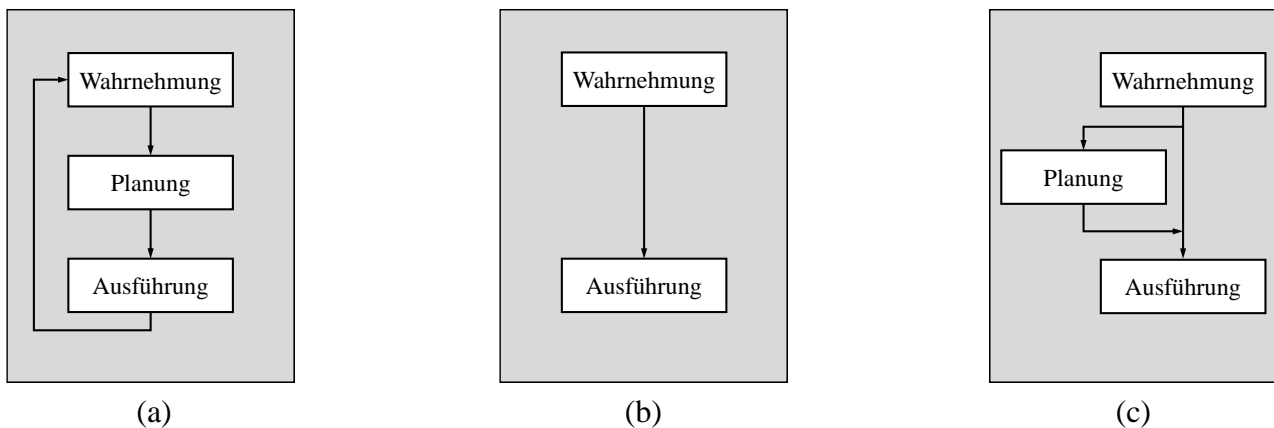 Wahrnehmung
Planung
Ausführung
(a)
Wahrnehmung
Ausführung
(b)
Wahrnehmung
Planung
Ausführung
(c)